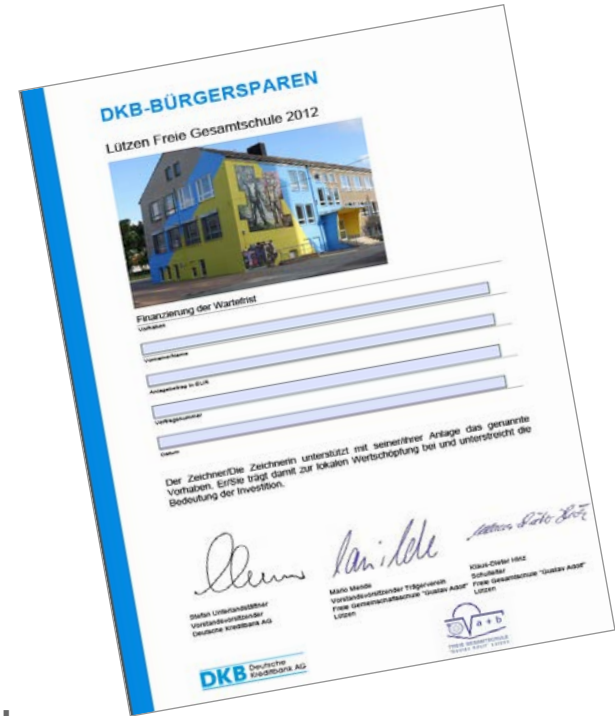 DKB-BÜRGERSPAREN
Lützen Freie Gesamtschule 2012
Finanzierung der Wartefrist
Vorhaben
Vorname/Name
Anlagebetrag in EUR
Vertragsnummer
Datum
Der Zeichner/Die Zeichnerin unterstützt mit seiner/ihrer Anlage das genannte
Vorhaben. Er/Sie trägt damit zur lokalen Wertschöpfung bei und unterstreicht die
Bedeutung der Investition.
Stefan Unterlandstättner
Vorstandsvorsitzender
Deutsche Kreditbank AG
Mario Mende
Vorstandsvorsitzender Trägerverein
Freie Gemeinschaftsschule "Gustav Adolf"
Lützen
Klaus-Dieter Hinz
Schulleiter
Freie Gesamtschule "Gustav Adolf"
Lützen
DKB Deutsche
Kreditbank AG
a+b
FREIE GESAMTSCHULE